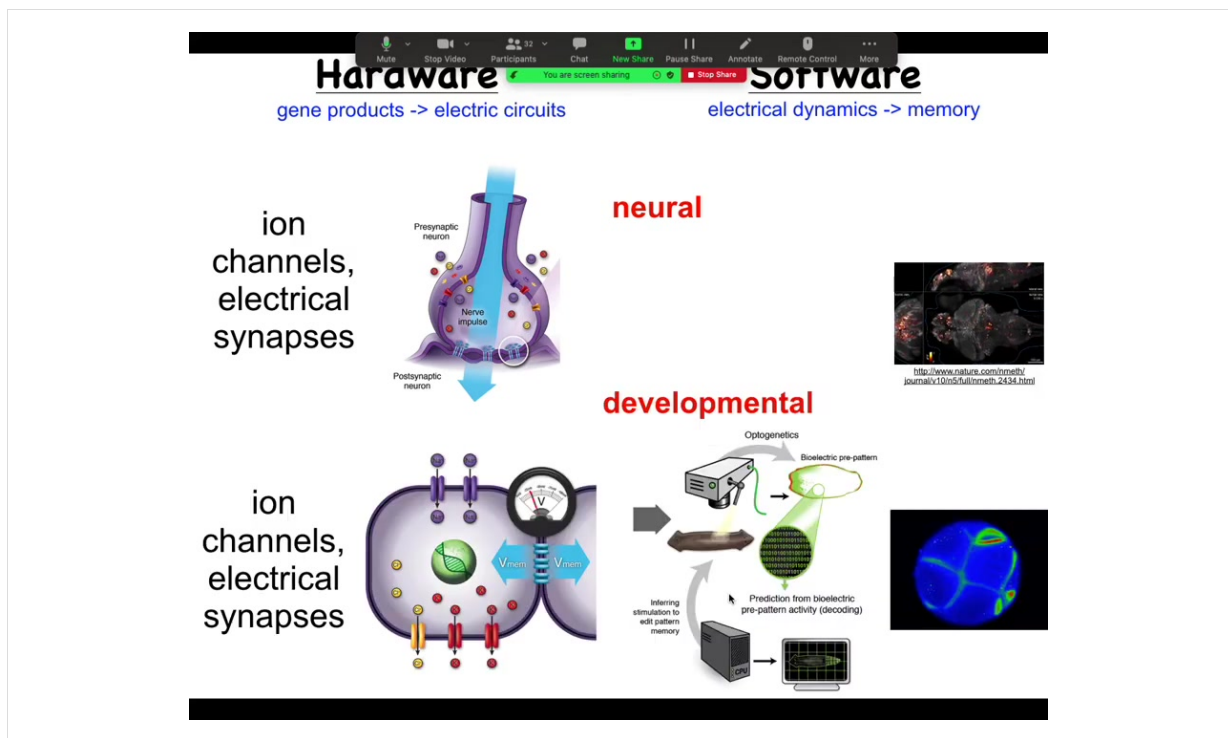 Mute
Stop Video
32
Participants
Chat
New Share
Pause Share
Annotate
Remote Control
More
You are screen sharing
Stop Share
Hardware
gene products -> electric circuits
Software
electrical dynamics -> memory
neural
ion
channels,
electrical
synapses
Presynaptic
neuron
Nerve
impulse
Postsynaptic
neuron
http://www.nature.com/nmeth/
journal/v10/n5/full/nmeth.2434.html
developmental
ion
channels,
electrical
synapses
V
Vmem
Vmem
Optogenetics
Bioelectric pre-pattern
Prediction from bioelectric
pre-pattern activity (decoding)
Inferring
stimulation to
edit pattern
memory
CPU